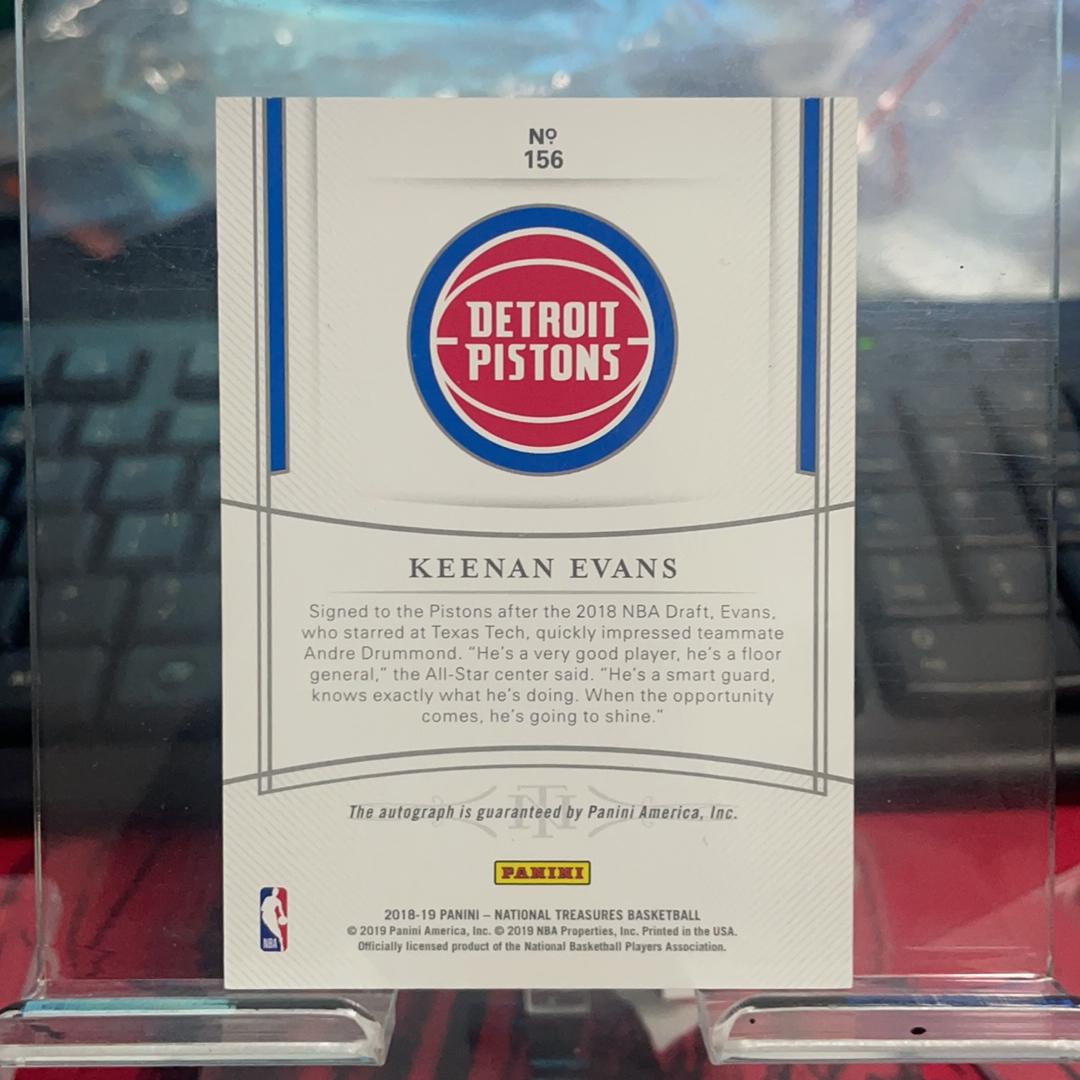 Nº
156
DETROIT
PISTONS
KEENAN EVANS
Signed to the Pistons after the 2018 NBA Draft, Evans,
who starred at Texas Tech, quickly impressed teammate
Andre Drummond. “He’s a very good player, he’s a floor
general,” the All-Star center said. “He’s a smart guard,
knows exactly what he’s doing. When the opportunity
comes, he’s going to shine.”
The autograph is guaranteed by Panini America, Inc.
PANINI
2018-19 PANINI – NATIONAL TREASURES BASKETBALL
© 2019 Panini America, Inc. © 2019 NBA Properties, Inc. Printed in the USA.
Officially licensed product of the National Basketball Players Association.
NBA